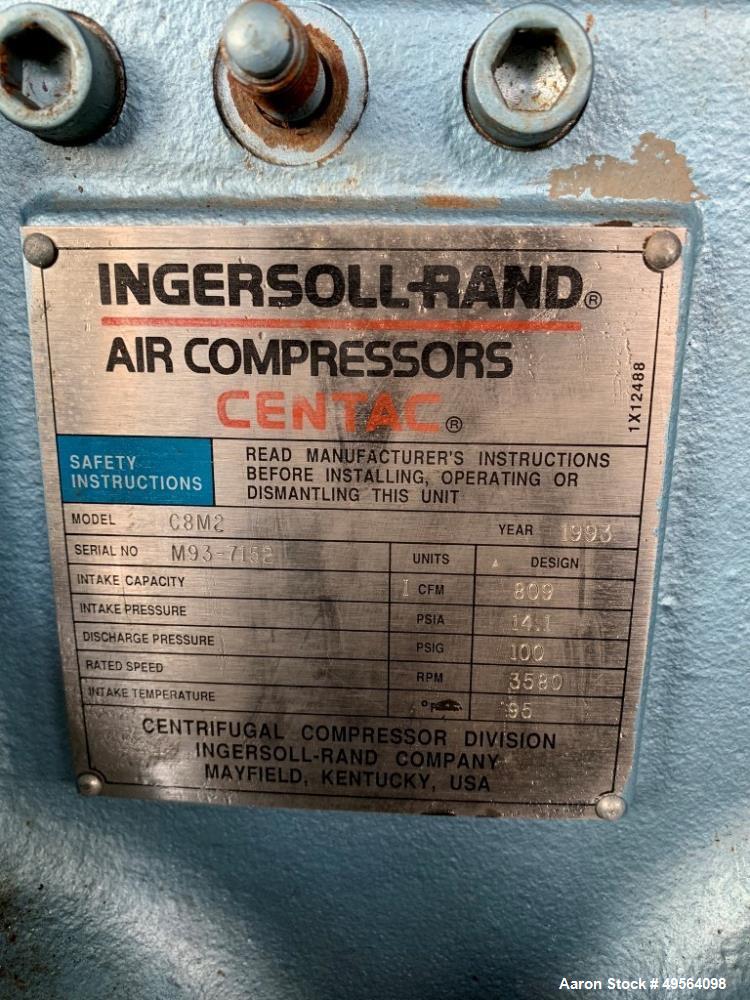 INGERSOLL-RAND®
AIR COMPRESSORS
CENTAC®
1X12488
SAFETY
INSTRUCTIONS
READ MANUFACTURER'S INSTRUCTIONS
BEFORE INSTALLING, OPERATING OR
DISMANTLING THIS UNIT
MODEL C8M2 YEAR 1993
SERIAL NO M93-7152 UNITS DESIGN
INTAKE CAPACITY I CFM 809
INTAKE PRESSURE PSIA 14.1
DISCHARGE PRESSURE PSIG 100
RATED SPEED RPM 3580
INTAKE TEMPERATURE °F 95
CENTRIFUGAL COMPRESSOR DIVISION
INGERSOLL-RAND COMPANY
MAYFIELD, KENTUCKY, USA
Aaron Stock # 49564098